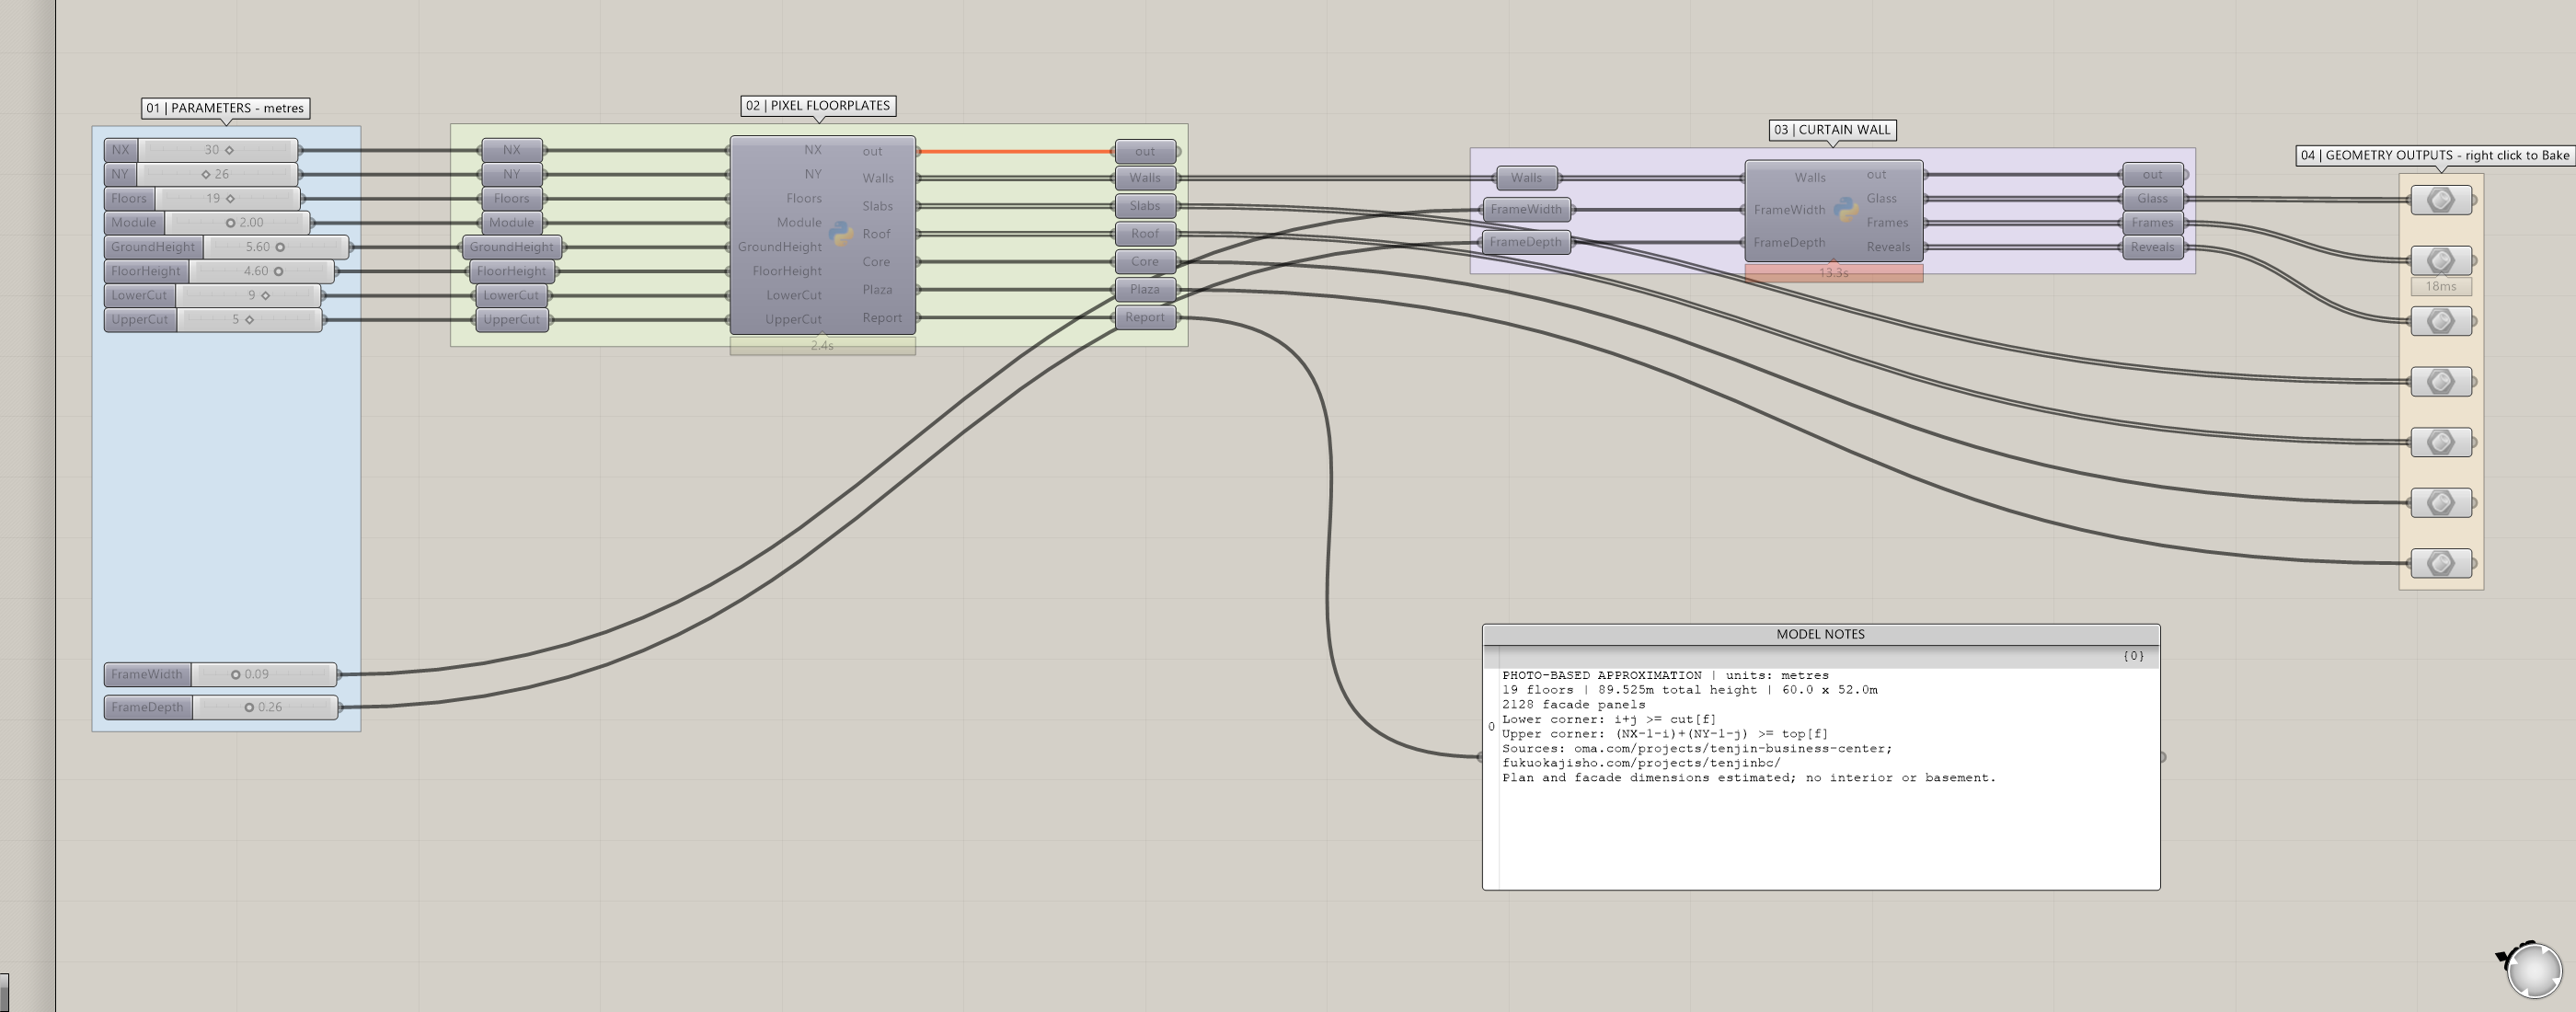 01 | PARAMETERS - metres
NX 30
NY 26
Floors 19
Module 2.00
GroundHeight 5.60
FloorHeight 4.60
LowerCut 9
UpperCut 5
FrameWidth 0.09
FrameDepth 0.26
02 | PIXEL FLOORPLATES
NX
NY
Floors
Module
GroundHeight
FloorHeight
LowerCut
UpperCut
NX
NY
Floors
Module
GroundHeight
FloorHeight
LowerCut
UpperCut
out
Walls
Slabs
Roof
Core
Plaza
Report
2.4s
out
Walls
Slabs
Roof
Core
Plaza
Report
03 | CURTAIN WALL
Walls
FrameWidth
FrameDepth
Walls
FrameWidth
FrameDepth
out
Glass
Frames
Reveals
13.3s
out
Glass
Frames
Reveals
04 | GEOMETRY OUTPUTS - right click to Bake
18ms
MODEL NOTES
{0}
0
PHOTO-BASED APPROXIMATION | units: metres
19 floors | 89.525m total height | 60.0 x 52.0m
2128 facade panels
Lower corner: i+j >= cut[f]
Upper corner: (NX-1-i)+(NY-1-j) >= top[f]
Sources: oma.com/projects/tenjin-business-center;
fukuokajisho.com/projects/tenjinbc/
Plan and facade dimensions estimated; no interior or basement.